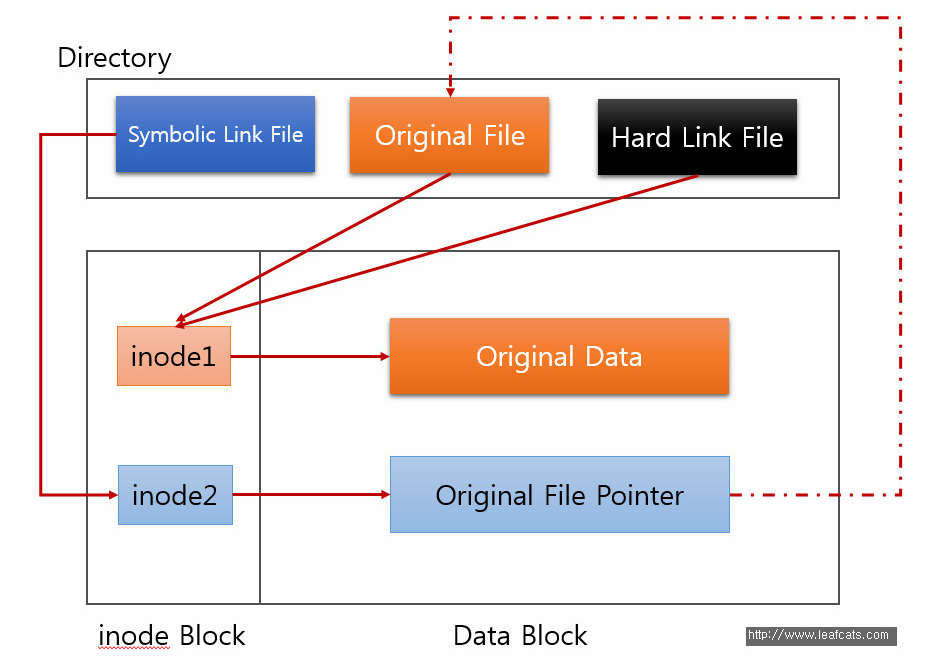 Directory
Symbolic Link File
Original File
Hard Link File
inode1
Original Data
inode2
Original File Pointer
inode Block
Data Block
http://www.leafcats.com